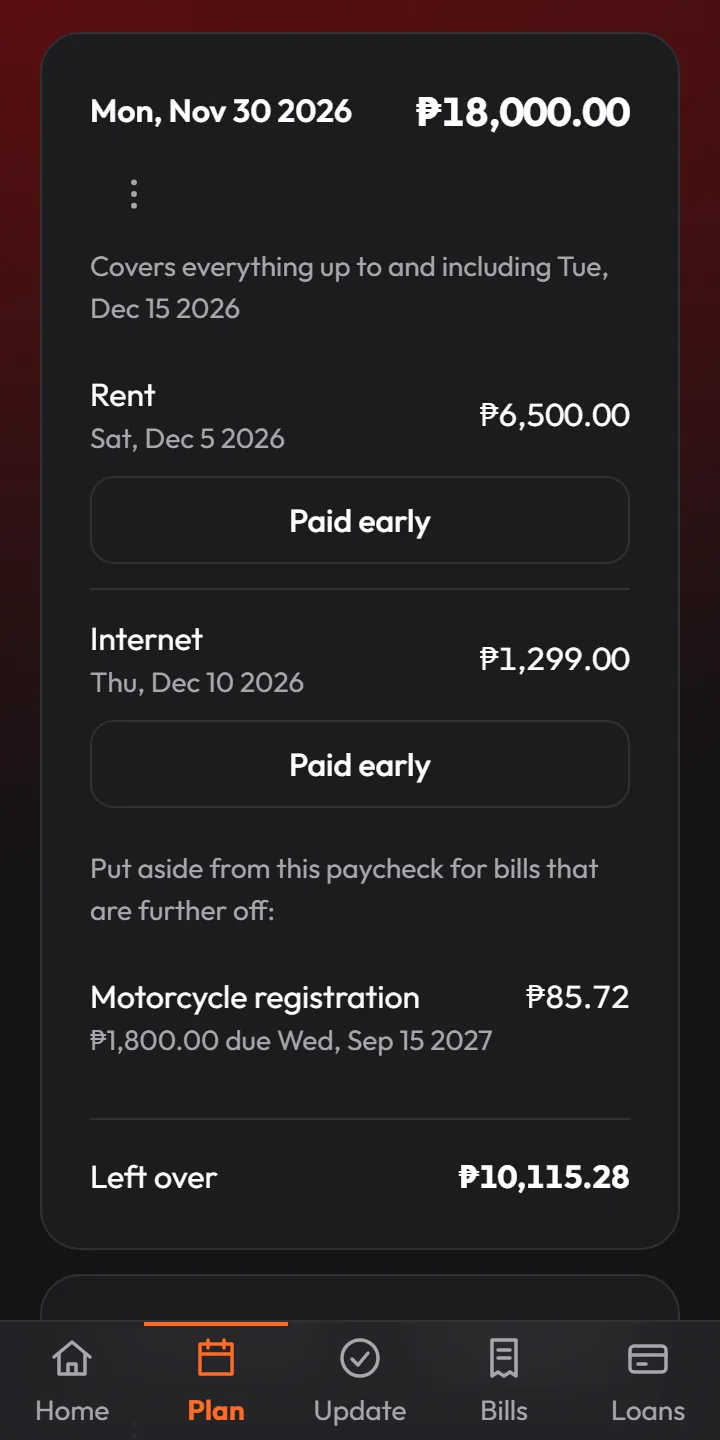 Mon, Nov 30 2026
₱18,000.00
Covers everything up to and including Tue,
Dec 15 2026
Rent
Sat, Dec 5 2026
₱6,500.00
Paid early
Internet
Thu, Dec 10 2026
₱1,299.00
Paid early
Put aside from this paycheck for bills that
are further off:
Motorcycle registration
₱85.72
₱1,800.00 due Wed, Sep 15 2027
Left over
₱10,115.28
Home
Plan
Update
Bills
Loans